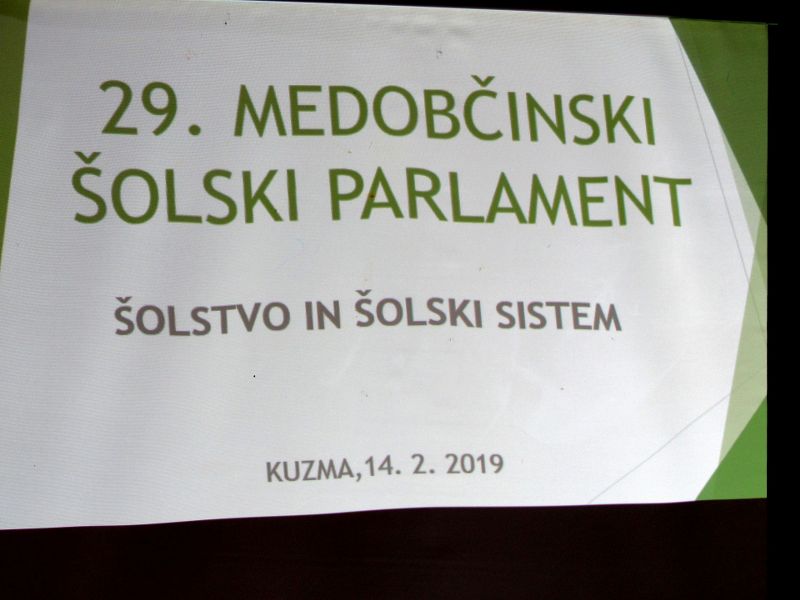 29. MEDOBČINSKI
ŠOLSKI PARLAMENT
ŠOLSTVO IN ŠOLSKI SISTEM
KUZMA,14. 2. 2019